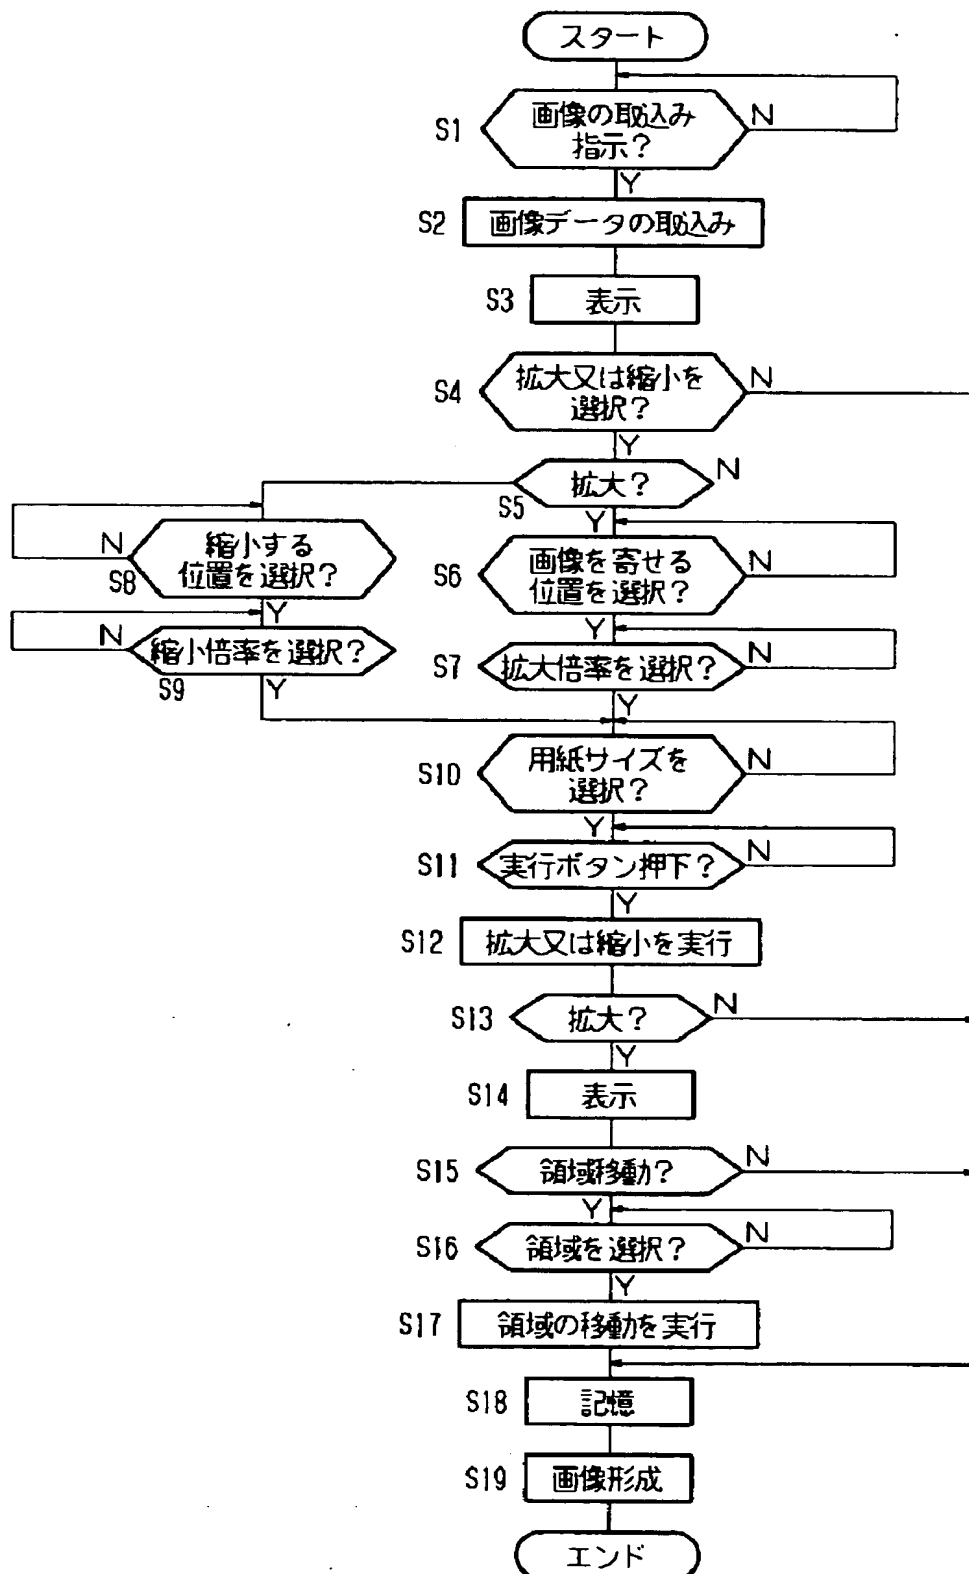 スタート
S1
画像の取込み
指示?
N
Y
S2
画像データの取込み
S3
表示
S4
拡大又は縮小を
選択?
N
Y
S5
拡大?
N
Y
S8
縮小する
位置を選択?
N
Y
S6
画像を寄せる
位置を選択?
N
Y
S9
縮小倍率を選択?
N
Y
S7
拡大倍率を選択?
N
Y
S10
用紙サイズを
選択?
N
Y
S11
実行ボタン押下?
N
Y
S12
拡大又は縮小を実行
S13
拡大?
N
Y
S14
表示
S15
領域移動?
N
Y
S16
領域を選択?
N
Y
S17
領域の移動を実行
S18
記憶
S19
画像形成
エンド